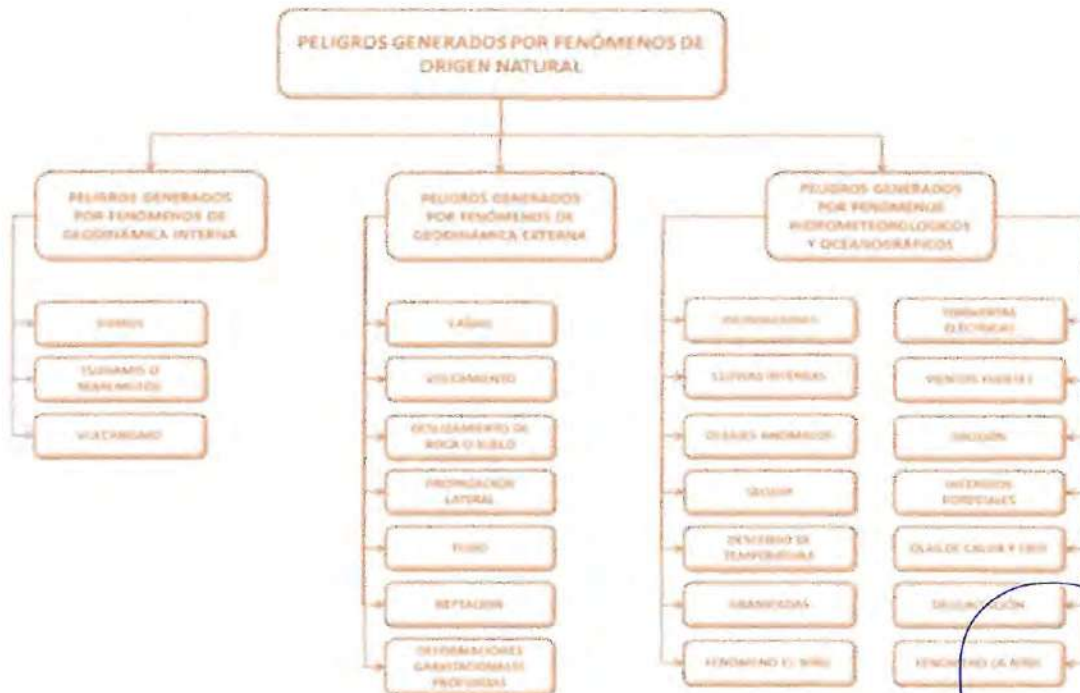 PELIGROS GENERADOS POR FENÓMENOS DE
ORIGEN NATURAL
PELIGROS GENERADOS
POR FENÓMENOS DE
GEODINÁMICA INTERNA
SISMOS
TSUNAMIS O
MAREMOTOS
VULCANISMO
PELIGROS GENERADOS
POR FENÓMENOS DE
GEODINÁMICA EXTERNA
CAÍDAS
VOLCAMIENTO
DESLIZAMIENTO DE
ROCA O SUELO
PROPAGACIÓN
LATERAL
FLUJO
REPTACIÓN
DEFORMACIONES
GRAVITACIONALES
PROFUNDAS
PELIGROS GENERADOS
POR FENÓMENOS
HIDROMETEOROLÓGICOS
Y OCEANOGRÁFICOS
INUNDACIONES
LLUVIAS INTENSAS
OLEAJES ANÓMALOS
SEQUÍA
DESCENSO DE
TEMPERATURA
GRANIZADAS
FENÓMENO EL NIÑO
TORMENTAS
ELÉCTRICAS
VIENTOS FUERTES
EROSIÓN
INCENDIOS
FORESTALES
OLAS DE CALOR Y FRÍO
FENÓMENO LA NIÑA